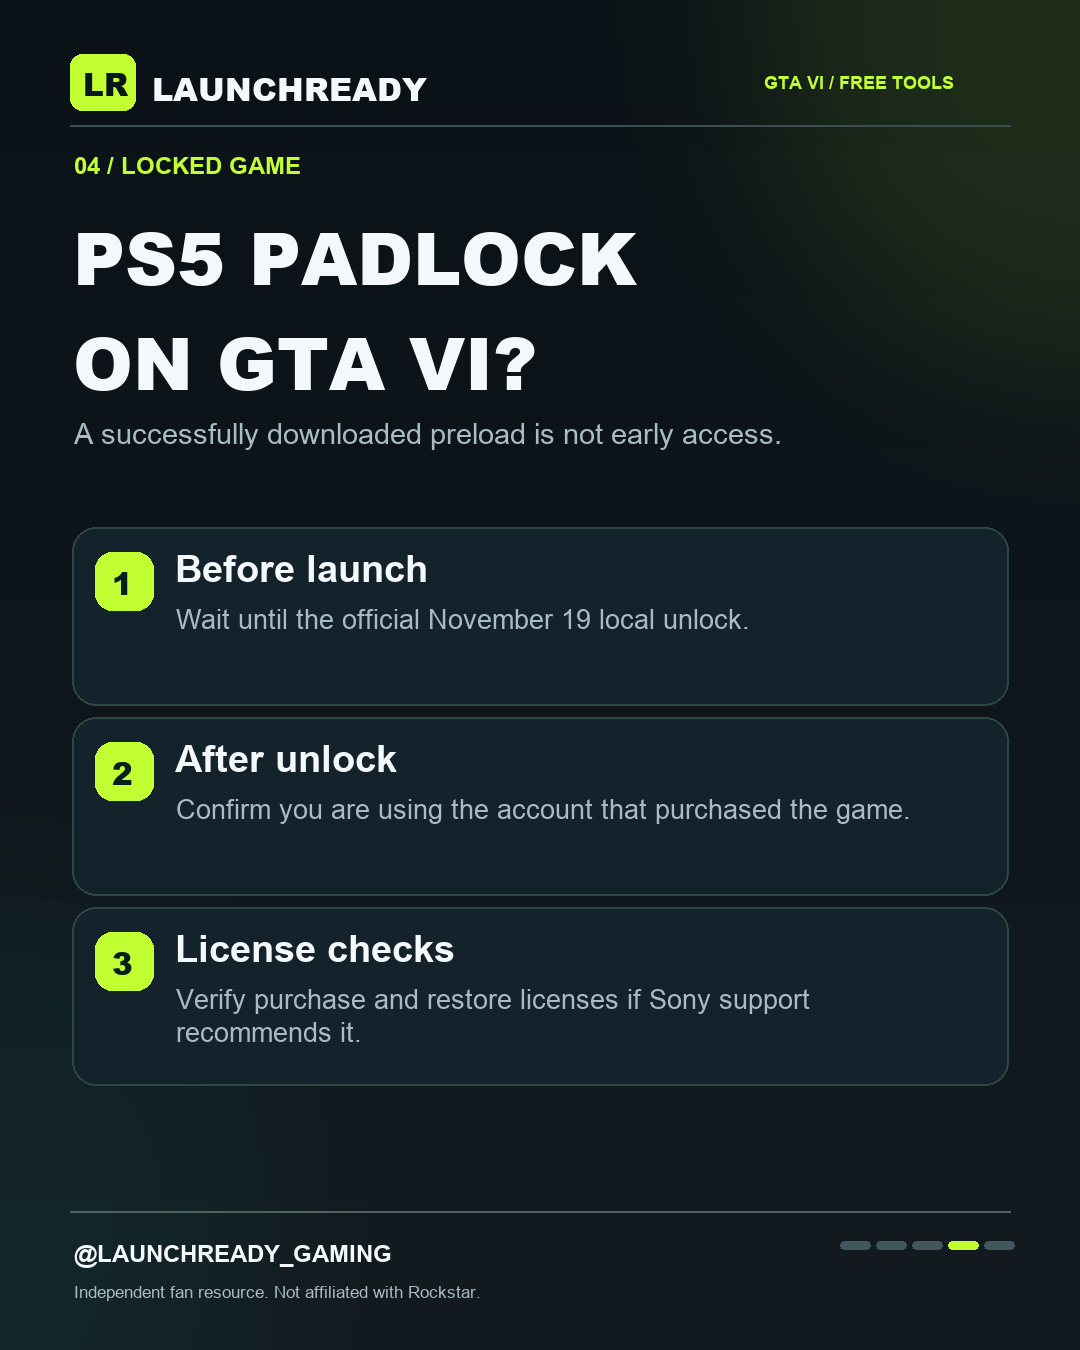 LR LAUNCHREADY
GTA VI / FREE TOOLS
04 / LOCKED GAME
PS5 PADLOCK
ON GTA VI?
A successfully downloaded preload is not early access.
1 Before launch
Wait until the official November 19 local unlock.
2 After unlock
Confirm you are using the account that purchased the game.
3 License checks
Verify purchase and restore licenses if Sony support
recommends it.
@LAUNCHREADY_GAMING
Independent fan resource. Not affiliated with Rockstar.